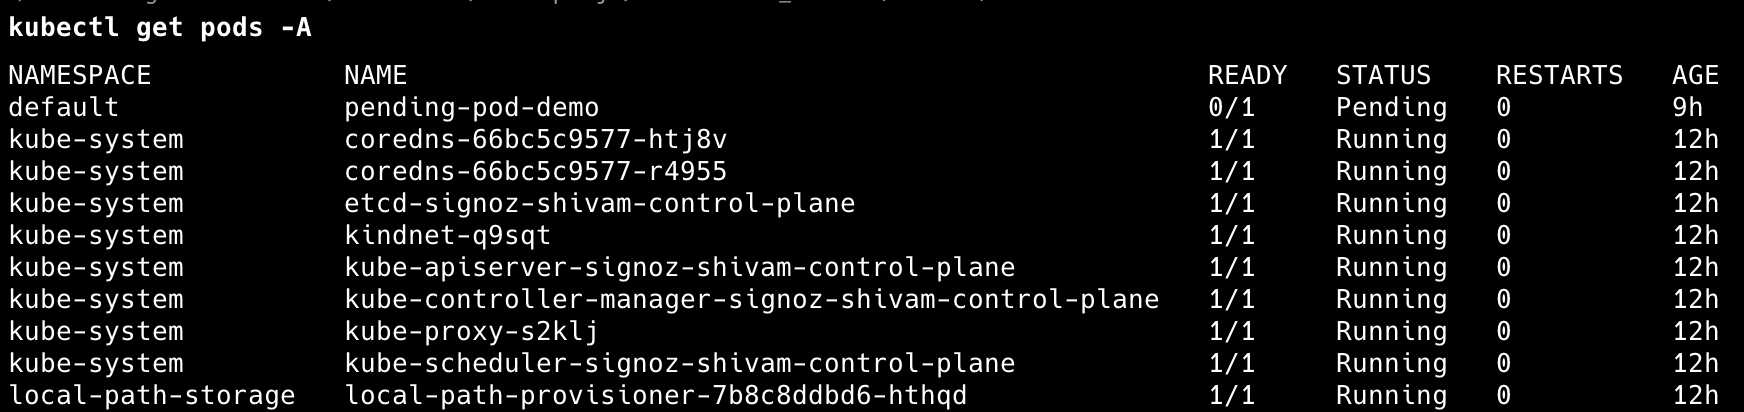 kubectl get pods -A
NAMESPACE NAME READY STATUS RESTARTS AGE
default pending-pod-demo 0/1 Pending 0 9h
kube-system coredns-66bc5c9577-htj8v 1/1 Running 0 12h
kube-system coredns-66bc5c9577-r4955 1/1 Running 0 12h
kube-system etcd-signoz-shivam-control-plane 1/1 Running 0 12h
kube-system kindnet-q9sqt 1/1 Running 0 12h
kube-system kube-apiserver-signoz-shivam-control-plane 1/1 Running 0 12h
kube-system kube-controller-manager-signoz-shivam-control-plane 1/1 Running 0 12h
kube-system kube-proxy-s2klj 1/1 Running 0 12h
kube-system kube-scheduler-signoz-shivam-control-plane 1/1 Running 0 12h
local-path-storage local-path-provisioner-7b8c8ddbd6-hthqd 1/1 Running 0 12h